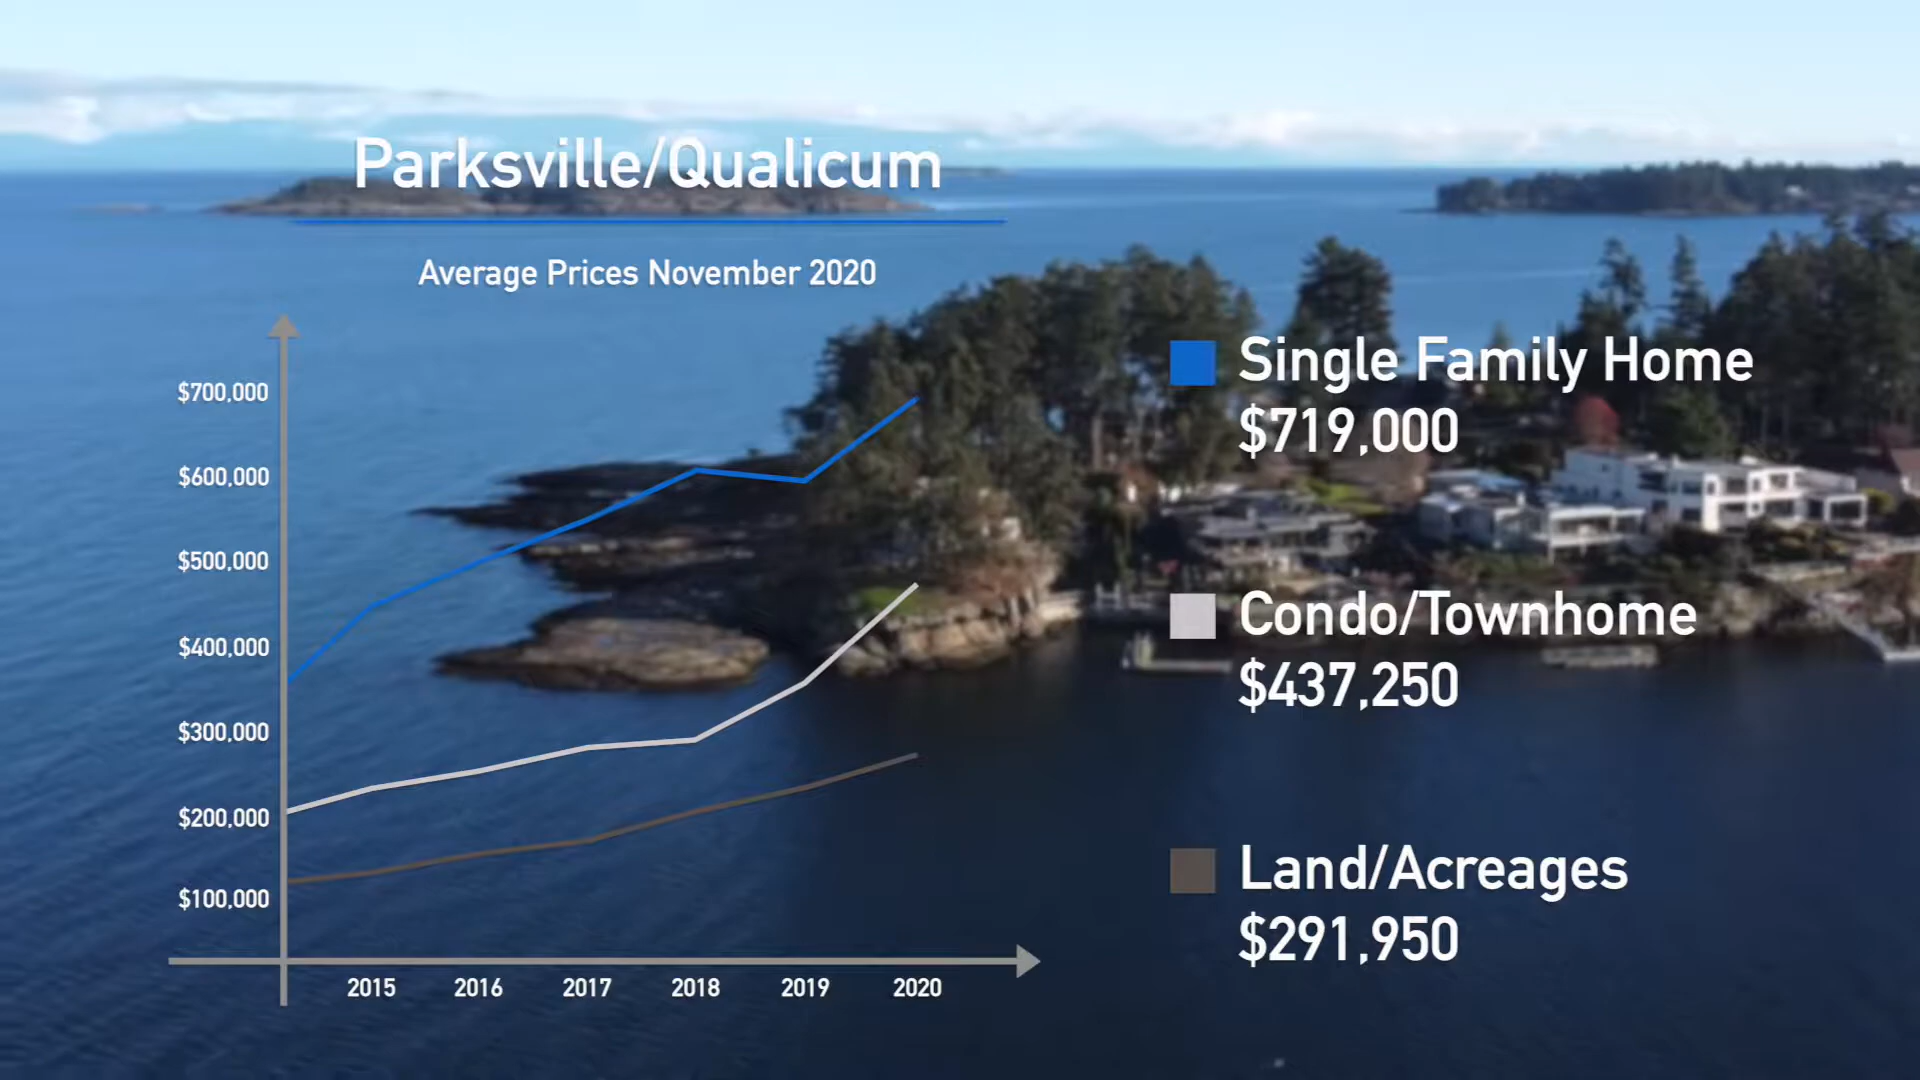 Parksville/Qualicum
Average Prices November 2020
$700,000
$600,000
$500,000
$400,000
$300,000
$200,000
$100,000
2015 2016 2017 2018 2019 2020
Single Family Home
$719,000
Condo/Townhome
$437,250
Land/Acreages
$291,950